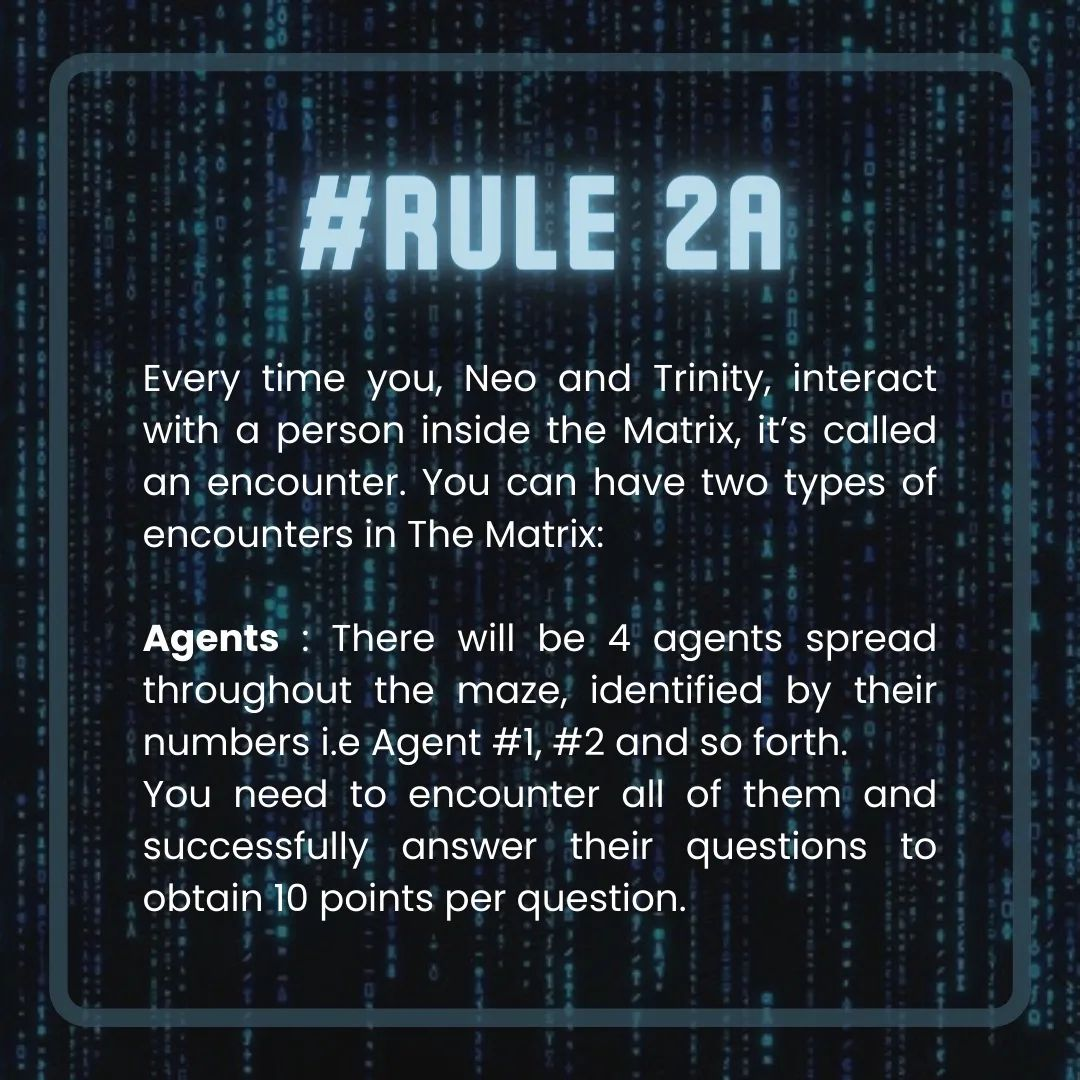 #RULE 2A
Every time you, Neo and Trinity, interact
with a person inside the Matrix, it's called
an encounter. You can have two types of
encounters in The Matrix:
Agents : There will be 4 agents spread
throughout the maze, identified by their
numbers i.e Agent #1, #2 and so forth.
You need to encounter all of them and
successfully answer their questions to
obtain 10 points per question.